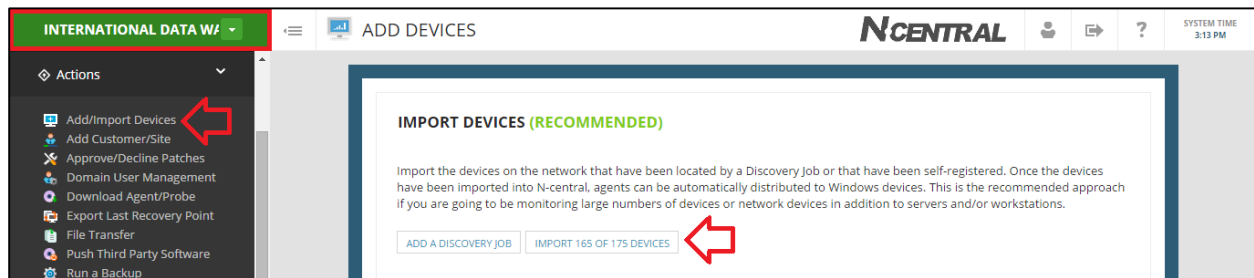 INTERNATIONAL DATA WA
ADD DEVICES
NCENTRAL
?
SYSTEM TIME
3:13 PM
Actions
Add/Import Devices
Add Customer/Site
Approve/Decline Patches
Domain User Management
Download Agent/Probe
Export Last Recovery Point
File Transfer
Push Third Party Software
Run a Backup
IMPORT DEVICES (RECOMMENDED)
Import the devices on the network that have been located by a Discovery Job or that have been self-registered. Once the devices
have been imported into N-central, agents can be automatically distributed to Windows devices. This is the recommended approach
if you are going to be monitoring large numbers of devices or network devices in addition to servers and/or workstations.
ADD A DISCOVERY JOB
IMPORT 165 OF 175 DEVICES